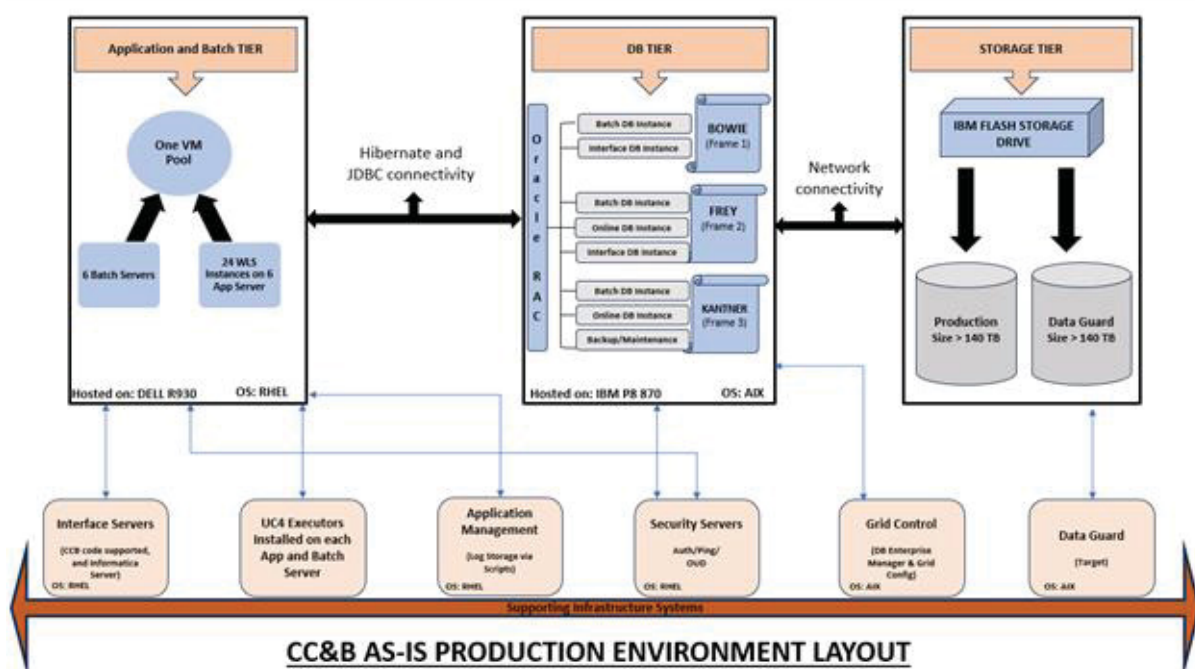 Application and Batch TIER
One VM
Pool
6 Batch Servers
24 WLS
Instances on 6
App Server
Hosted on: DELL R930
OS: RHEL
Hibernate and
JDBC connectivity
DB TIER
Oracle RAC
Batch DB Instance
Interface DB Instance
BOWIE
(Frame 1)
Batch DB Instance
Online DB Instance
Interface DB Instance
FREY
(Frame 2)
Batch DB Instance
Online DB Instance
Backup/Maintenance
KANTNER
(Frame 3)
Hosted on: IBM P8 870
OS: AIX
Network
connectivity
STORAGE TIER
IBM FLASH STORAGE
DRIVE
Production
Size > 140 TB
Data Guard
Size > 140 TB
Interface Servers
(CCB code supported,
and Informatica
Server)
OS: RHEL
UC4 Executors
Installed on each
App and Batch
Server
Application
Management
(Log Storage via
Scripts)
OS: RHEL
Security Servers
Auth/Ping/
OUD
OS: RHEL
Grid Control
(DB Enterprise
Manager & Grid
Config)
OS: AIX
Data Guard
(Target)
OS: AIX
Supporting Infrastructure Systems
CC&B AS-IS PRODUCTION ENVIRONMENT LAYOUT